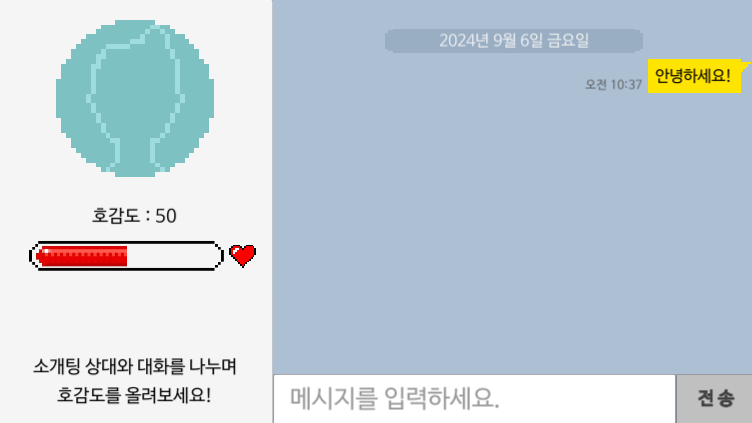 호감도 : 50
소개팅 상대와 대화를 나누며
호감도를 올려보세요!
2024년 9월 6일 금요일
오전 10:37 안녕하세요!
메시지를 입력하세요. 전송